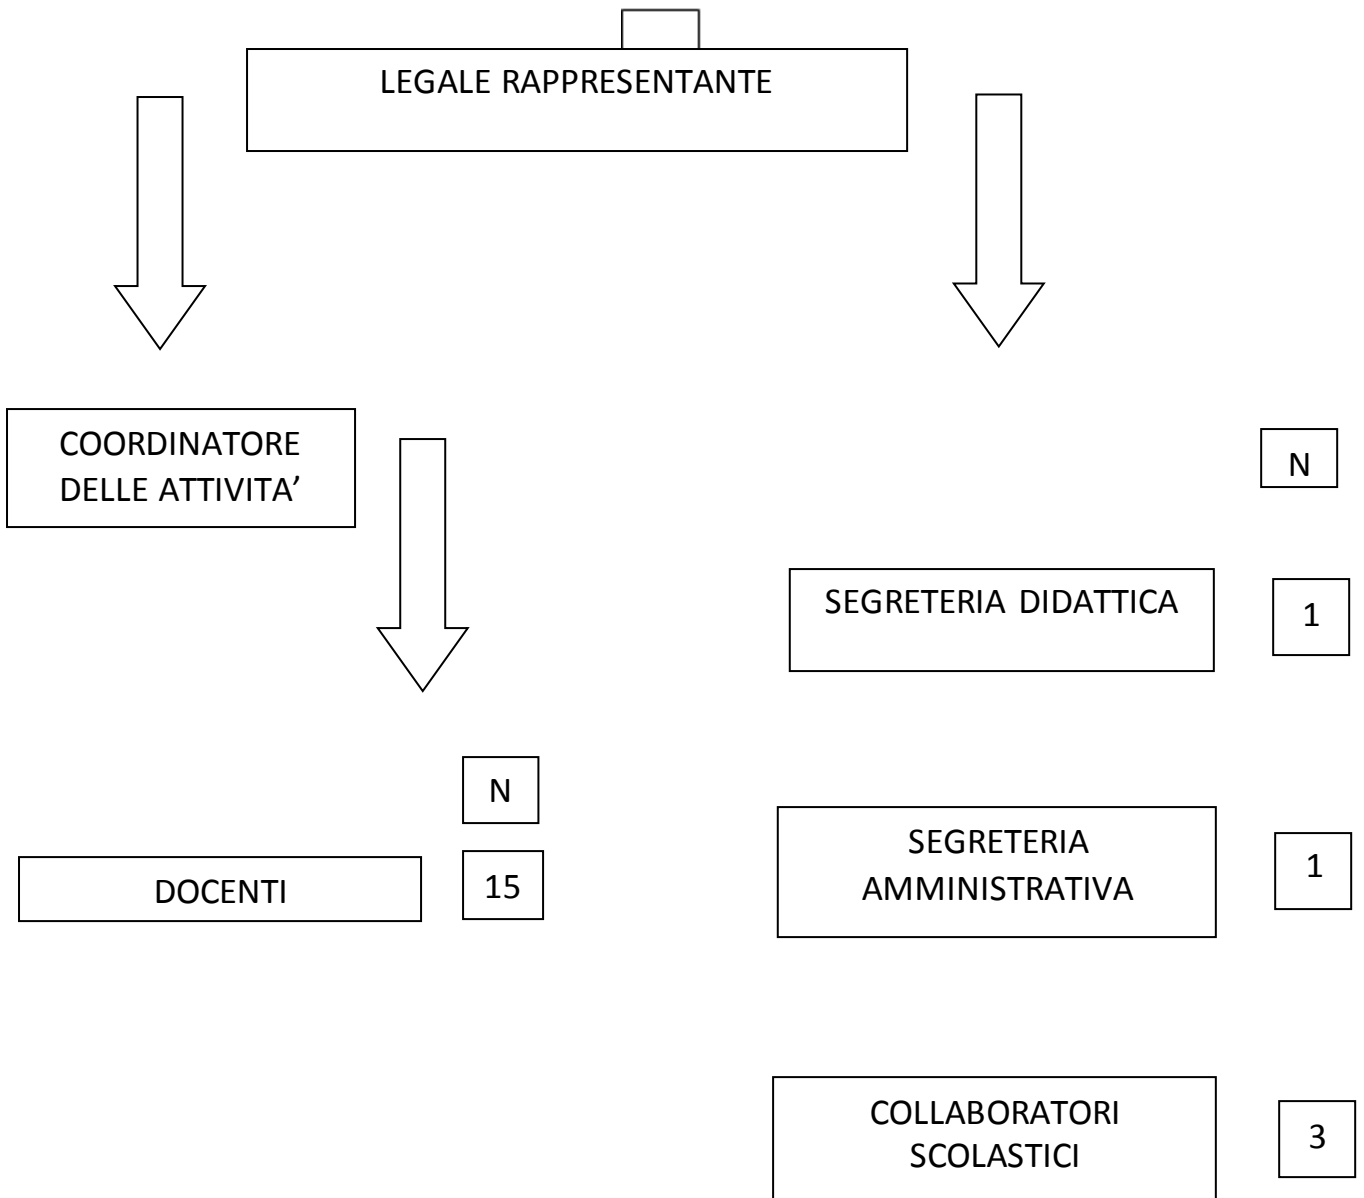 LEGALE RAPPRESENTANTE
COORDINATORE
DELLE ATTIVITA’
N
SEGRETERIA DIDATTICA
1
N
DOCENTI
15
SEGRETERIA
AMMINISTRATIVA
1
COLLABORATORI
SCOLASTICI
3